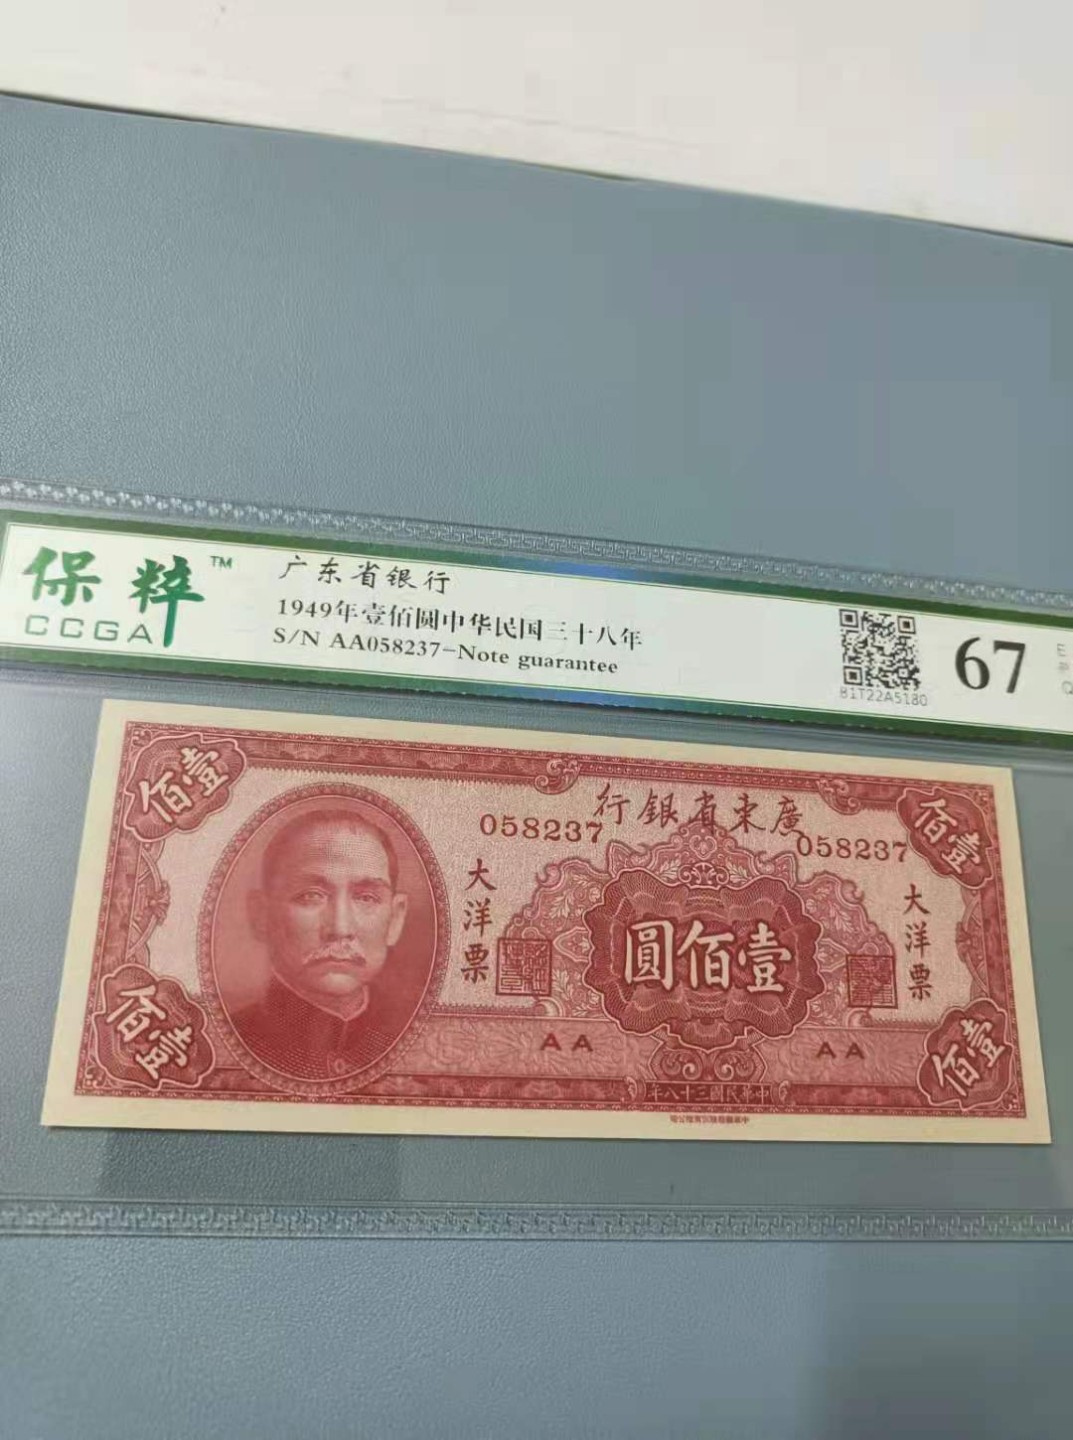 保粹™
CCGA
广东省银行
1949年壹佰圆中华民国三十八年
S/N AA058237-Note guarantee
81T22A5180
67
E
Q
壹佰
行銀省東廣
佰壹
058237
058237
大洋票
圓佰壹
大洋票
AA
AA
佰壹
佰壹
年八十三國民華中